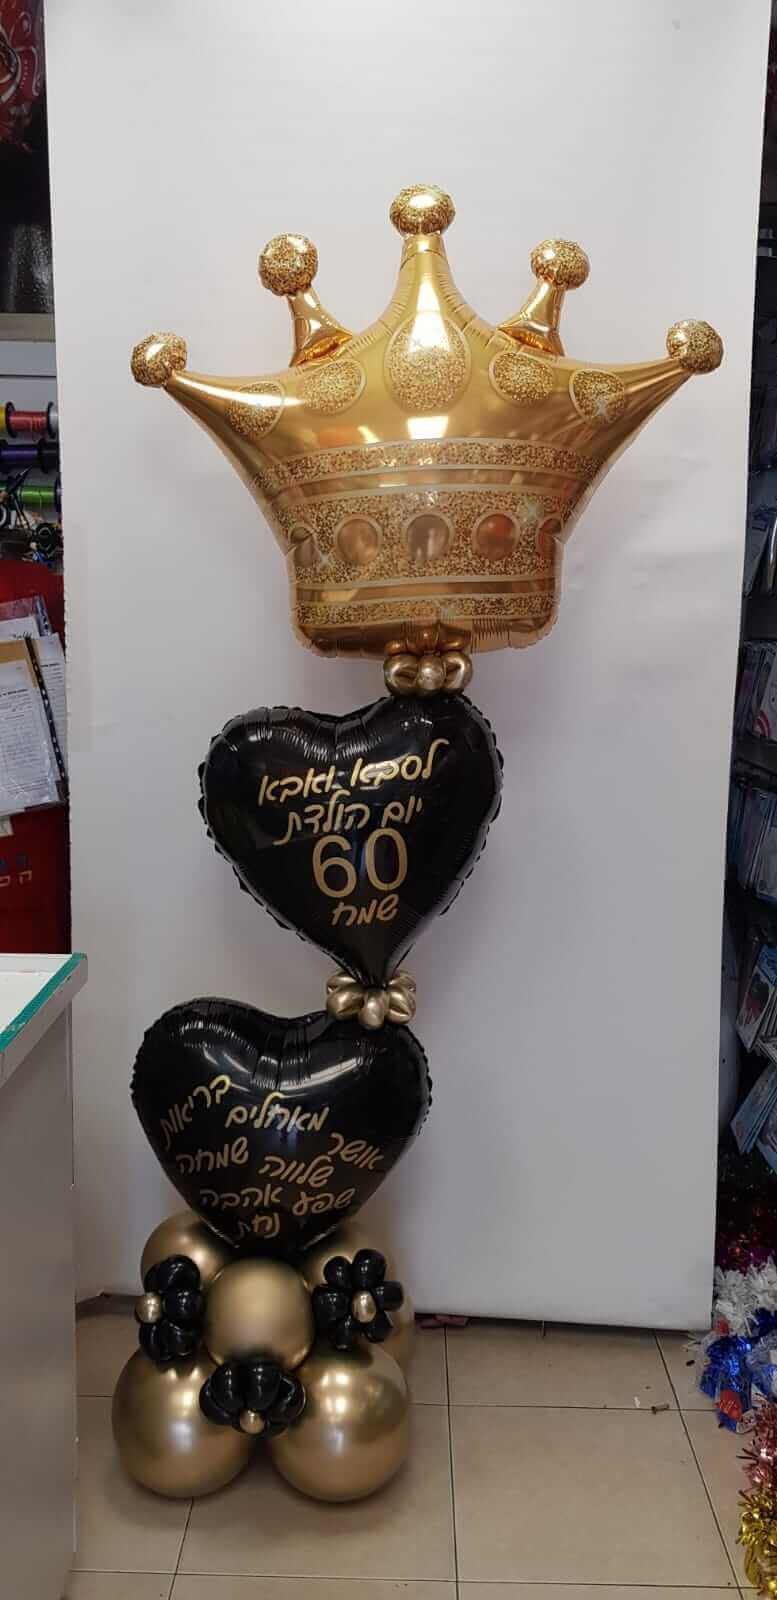 לסבא ואבא
יום הולדת
60
שמח
בריאות
מאחלים
אושר
שמחה
שלווה
שפע אהבה
נחת